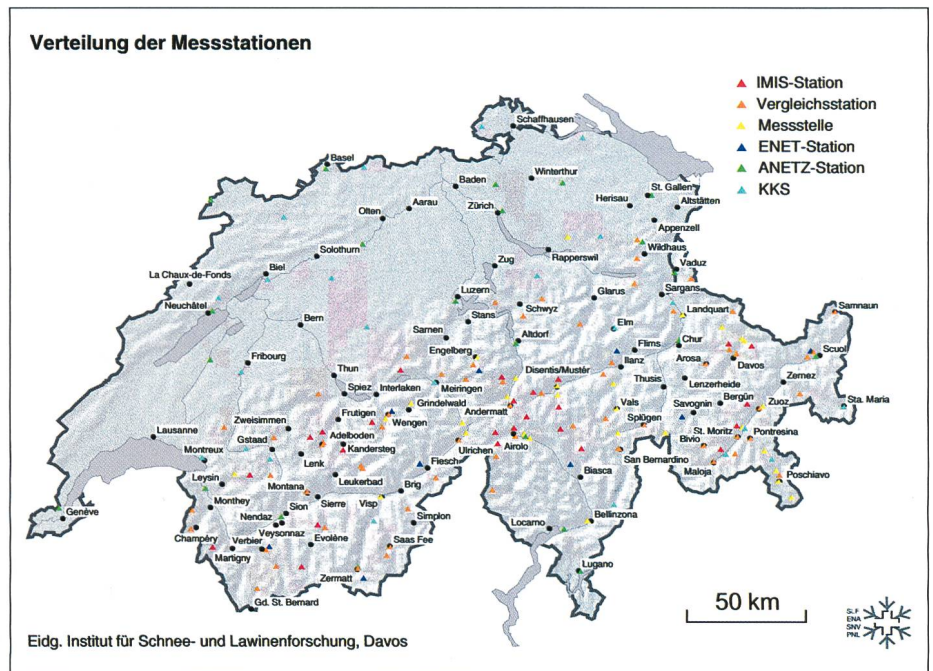 Verteilung der Messstationen
IMIS-Station
Vergleichsstation
Messstelle
ENET-Station
ANETZ-Station
KKS
Schaffhausen
Basel
Baden
Winterthur
Aarau
Olten
Zürich
St. Gallen
Herisau
Altstätten
Appenzell
Solothurn
Wildhaus
Rapperswil
La Chaux-de-Fonds
Biel
Zug
Vaduz
Neuchâtel
Luzern
Schwyz
Glarus
Sargans
Landquart
Samnaun
Bern
Stans
Sarnen
Altdorf
Elm
Flims
Chur
Scuol
Fribourg
Engelberg
Ilanz
Arosa
Davos
Thun
Disentis/Mustér
Zernez
Spiez
Interlaken
Meiringen
Thusis
Lenzerheide
Grindelwald
Vals
Savognin
Bergün
Zuoz
Sta. Maria
Zweisimmen
Frutigen
Wengen
Andermatt
Splügen
Lausanne
Gstaad
Adelboden
St. Moritz
Pontresina
Montreux
Kandersteg
Ulrichen
Airolo
Bivio
Lenk
San Bernardino
Maloja
Leysin
Leukerbad
Fiesch
Biasca
Poschiavo
Montana
Monthey
Sierre
Visp
Brig
Genève
Sion
Nendaz
Simplon
Bellinzona
Champéry
Veysonnaz
Locarno
Verbier
Evolène
Saas Fee
Martigny
Lugano
Zermatt
Gd. St. Bernard
50 km
Eidg. Institut für Schnee- und Lawinenforschung, Davos
SLF
ENA
SNV
PNL